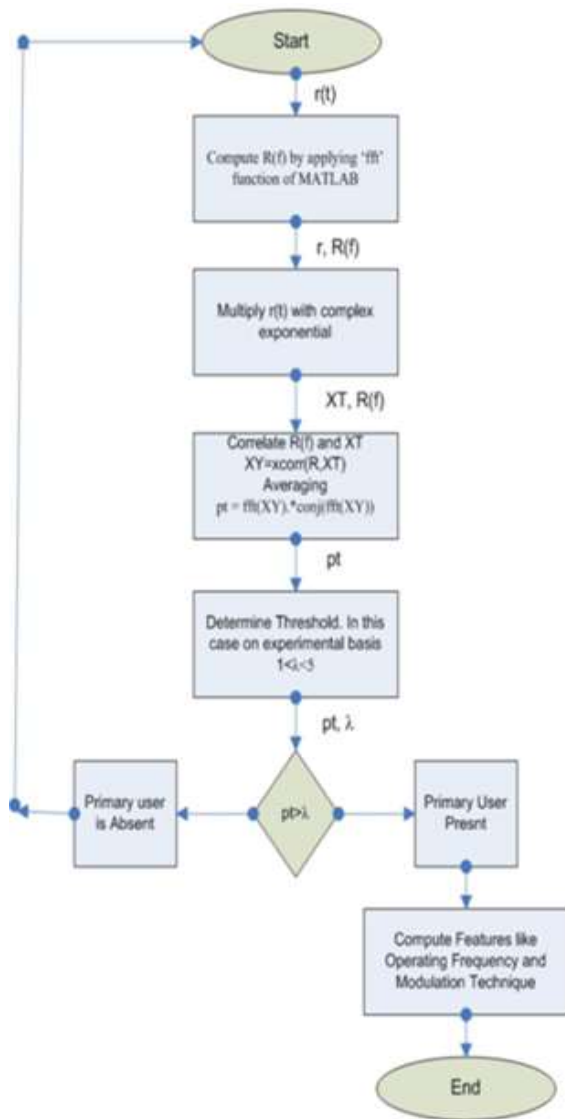 Start
r(t)
Compute R(f) by applying ‘fft’
function of MATLAB
r, R(f)
Multiply r(t) with complex
exponential
XT, R(f)
Correlate R(f) and XT
XY=xcorr(R,XT)
Averaging
pt = fft(XY).*conj(fft(XY))
pt
Determine Threshold. In this
case on experimental basis
1<λ<5
pt, λ
Primary user
is Absent
pt>λ
Primary User
Presnt
Compute Features like
Operating Frequency and
Modulation Technique
End